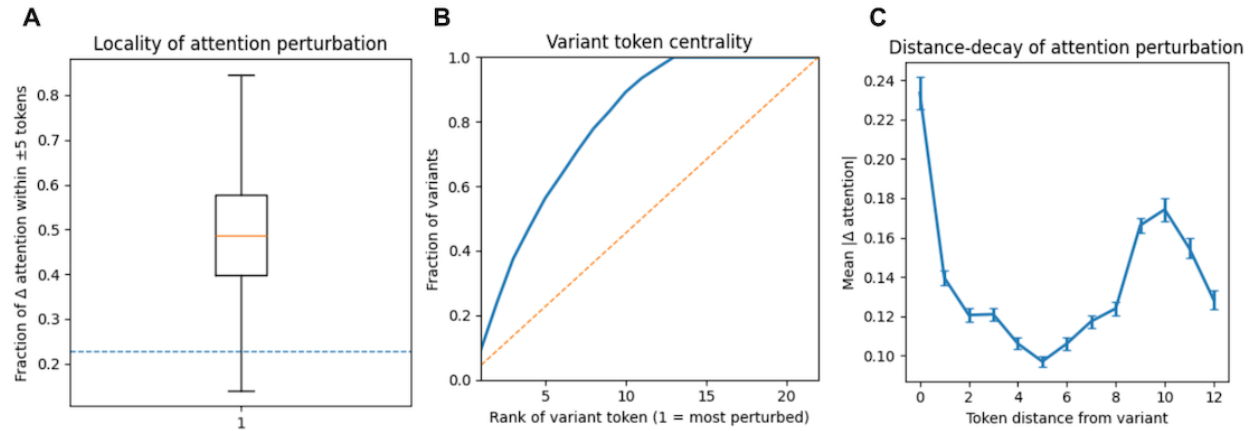 A
Locality of attention perturbation
Fraction of Δ attention within ±5 tokens
0.8
0.7
0.6
0.5
0.4
0.3
0.2
1
B
Variant token centrality
Fraction of variants
1.0
0.8
0.6
0.4
0.2
0.0
5 10 15 20
Rank of variant token (1 = most perturbed)
C
Distance-decay of attention perturbation
Mean |Δ attention|
0.24
0.22
0.20
0.18
0.16
0.14
0.12
0.10
0 2 4 6 8 10 12
Token distance from variant